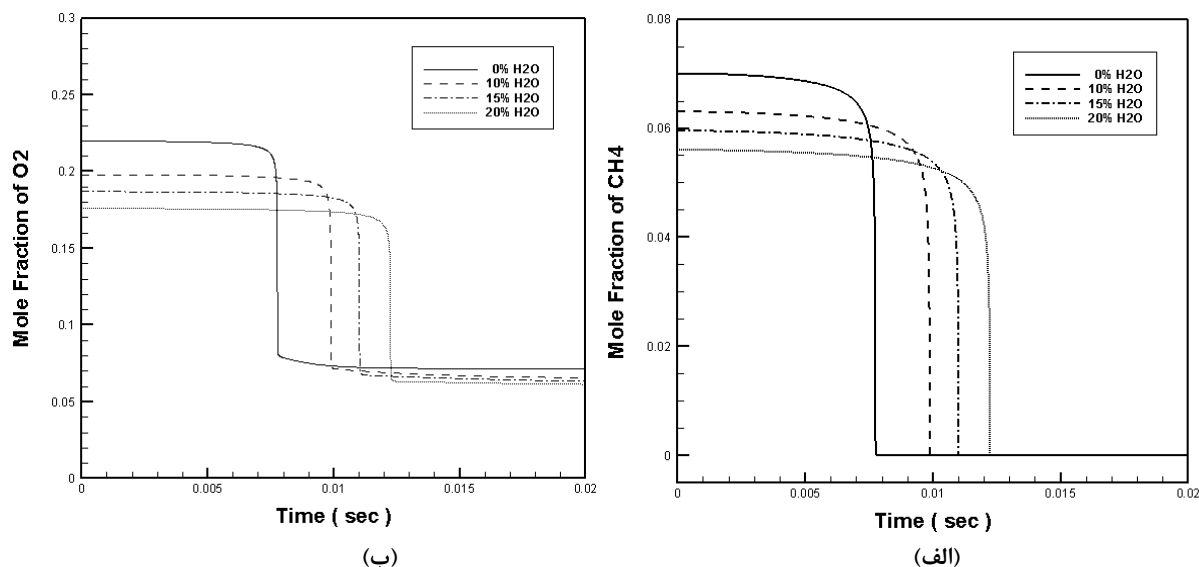 0.3
0.25
0.2
0.15
0.1
0.05
0
Mole Fraction of O2
0% H2O
10% H2O
15% H2O
20% H2O
0 0.005 0.01 0.015 0.02
Time ( sec )
(ب)
0.08
0.06
0.04
0.02
0
Mole Fraction of CH4
0% H2O
10% H2O
15% H2O
20% H2O
0 0.005 0.01 0.015 0.02
Time ( sec )
(الف)